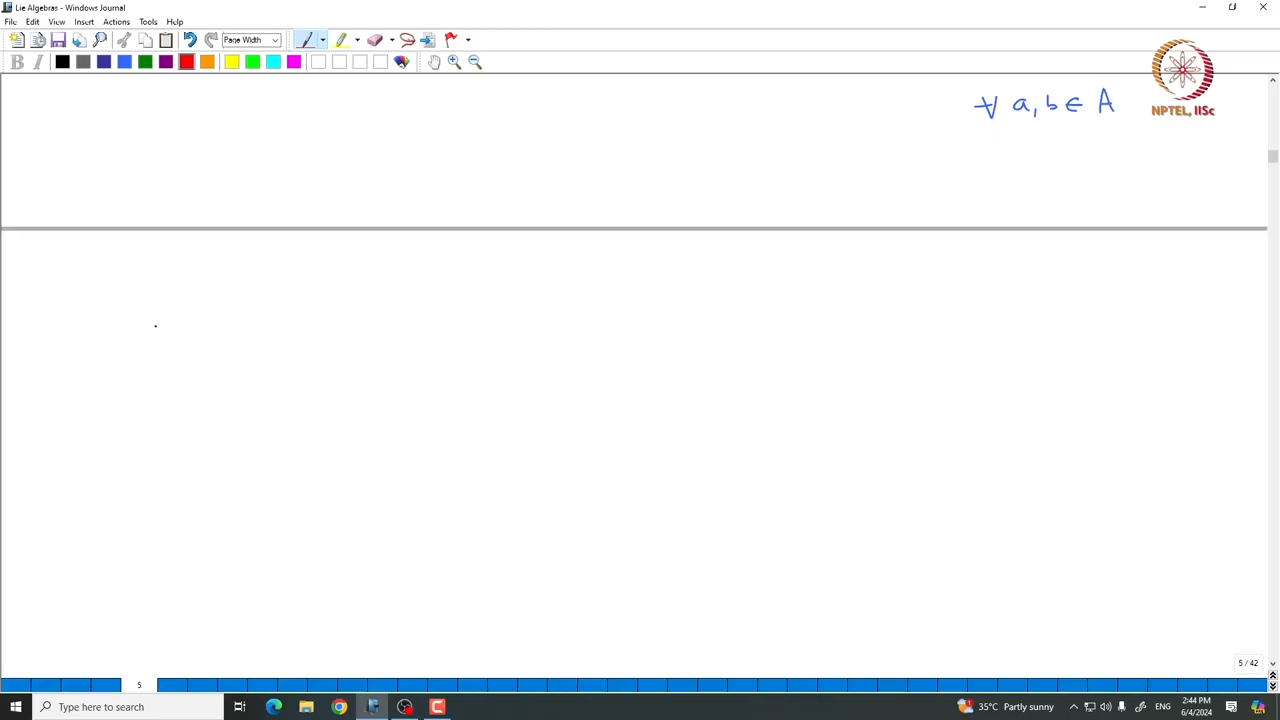 Lie Algebras - Windows Journal
File Edit View Insert Actions Tools Help
Page Width
B I
∀ a, b ∈ A
NPTEL, IISc
5 / 42
5
Type here to search
35°C Partly sunny
ENG
2:44 PM
6/4/2024